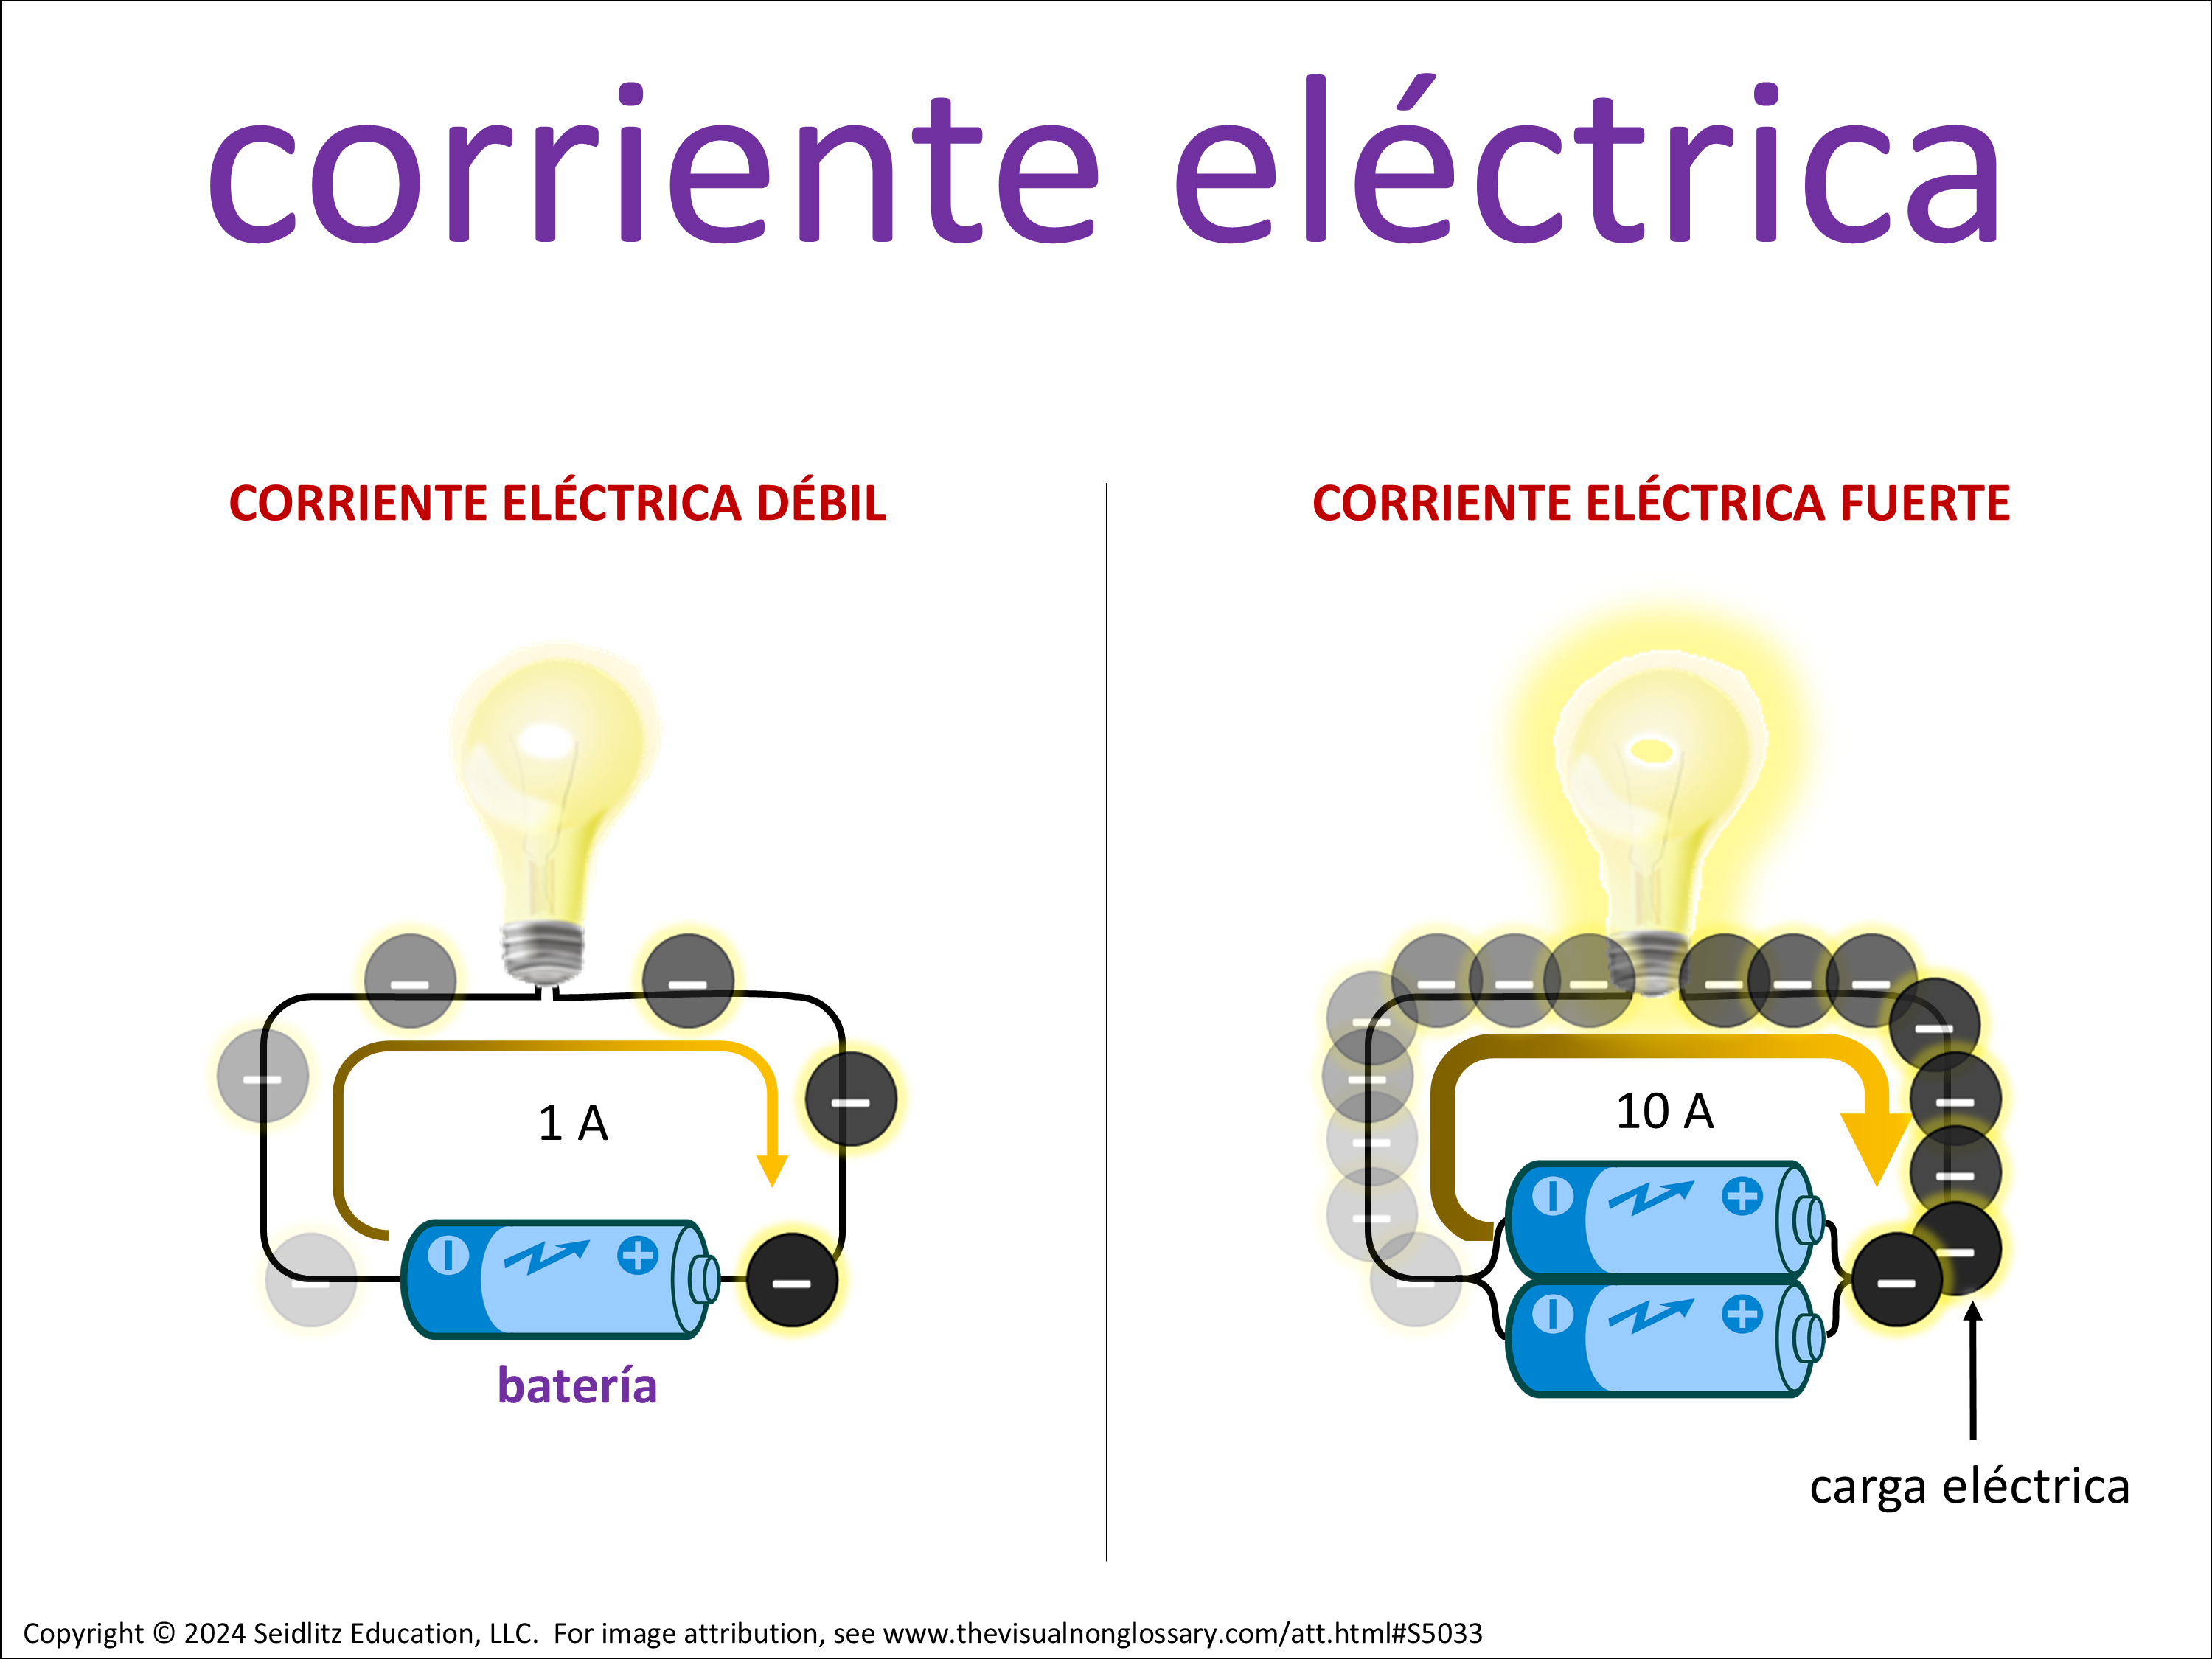 corriente eléctrica
CORRIENTE ELÉCTRICA DÉBIL
CORRIENTE ELÉCTRICA FUERTE
1 A
10 A
batería
carga eléctrica
Copyright © 2024 Seidlitz Education, LLC.  For image attribution, see www.thevisualnonglossary.com/att.html#S5033